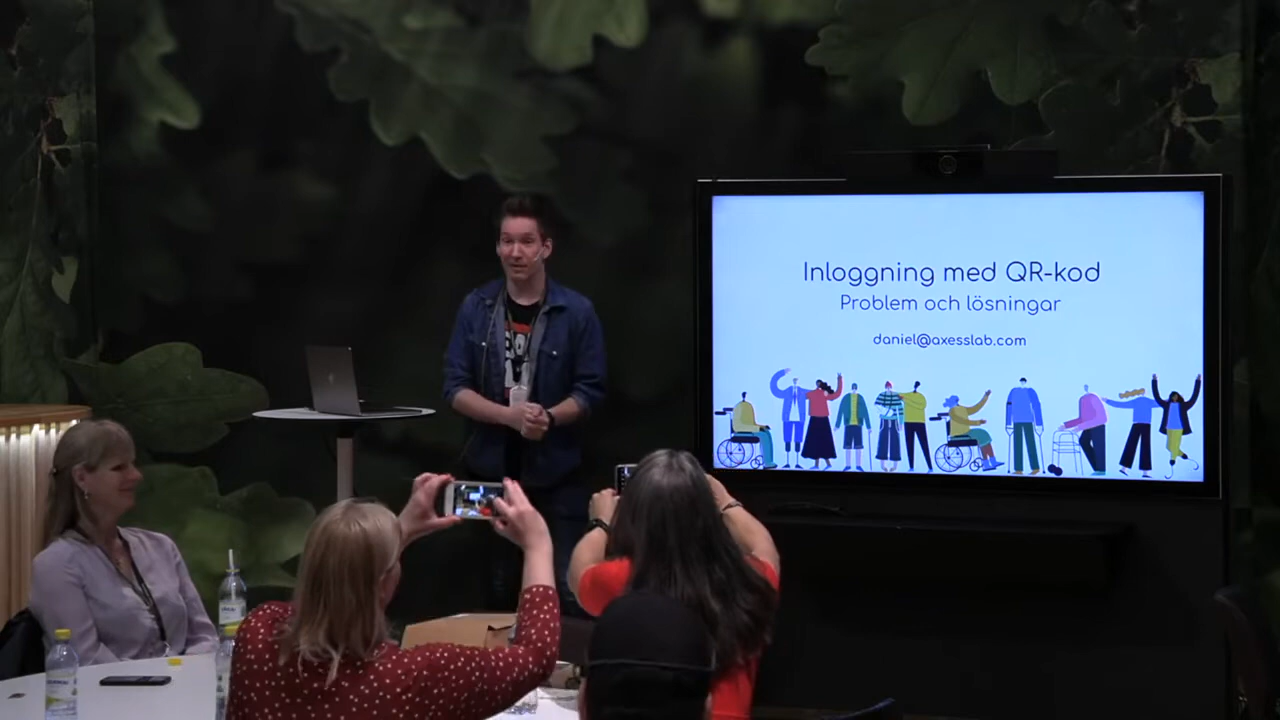 Inloggning med QR-kod
Problem och lösningar
daniel@axesslab.com